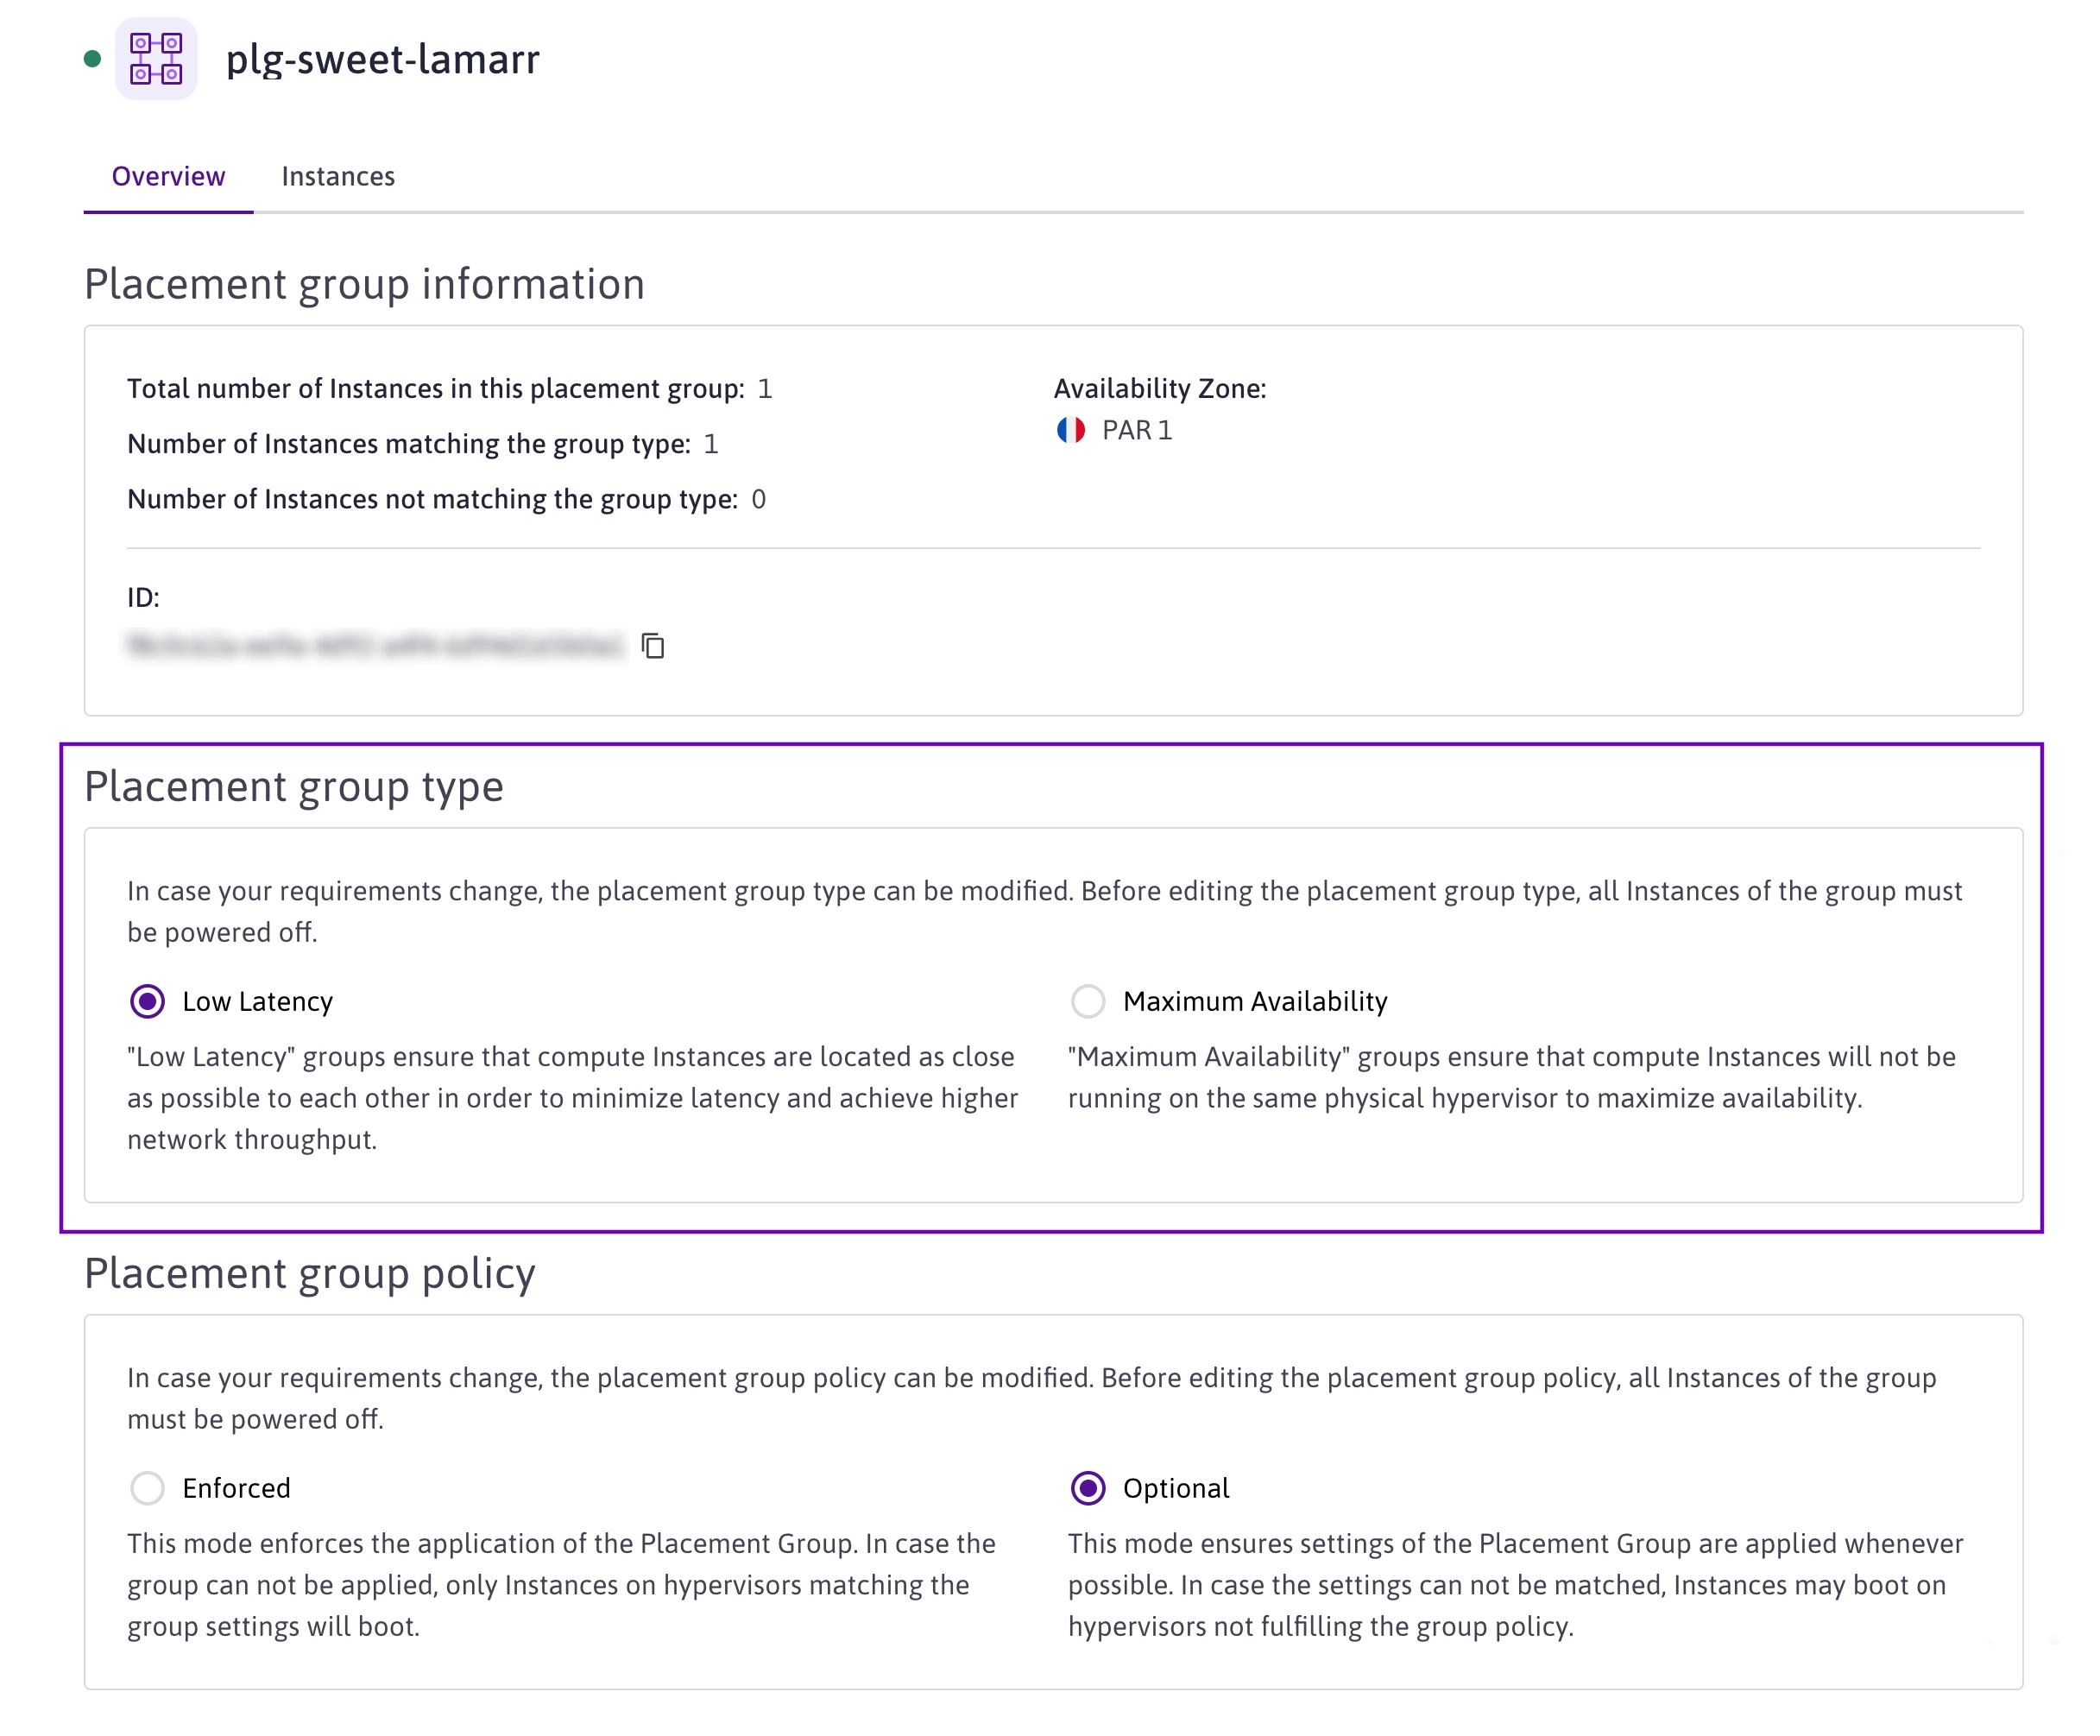 plg-sweet-lamarr
Overview Instances
Placement group information
Total number of Instances in this placement group: 1
Availability Zone:
PAR 1
Number of Instances matching the group type: 1
Number of Instances not matching the group type: 0
ID:
Placement group type
In case your requirements change, the placement group type can be modified. Before editing the placement group type, all Instances of the group must
be powered off.
Low Latency
"Low Latency" groups ensure that compute Instances are located as close
as possible to each other in order to minimize latency and achieve higher
network throughput.
Maximum Availability
"Maximum Availability" groups ensure that compute Instances will not be
running on the same physical hypervisor to maximize availability.
Placement group policy
In case your requirements change, the placement group policy can be modified. Before editing the placement group policy, all Instances of the group
must be powered off.
Enforced
This mode enforces the application of the Placement Group. In case the
group can not be applied, only Instances on hypervisors matching the
group settings will boot.
Optional
This mode ensures settings of the Placement Group are applied whenever
possible. In case the settings can not be matched, Instances may boot on
hypervisors not fulfilling the group policy.